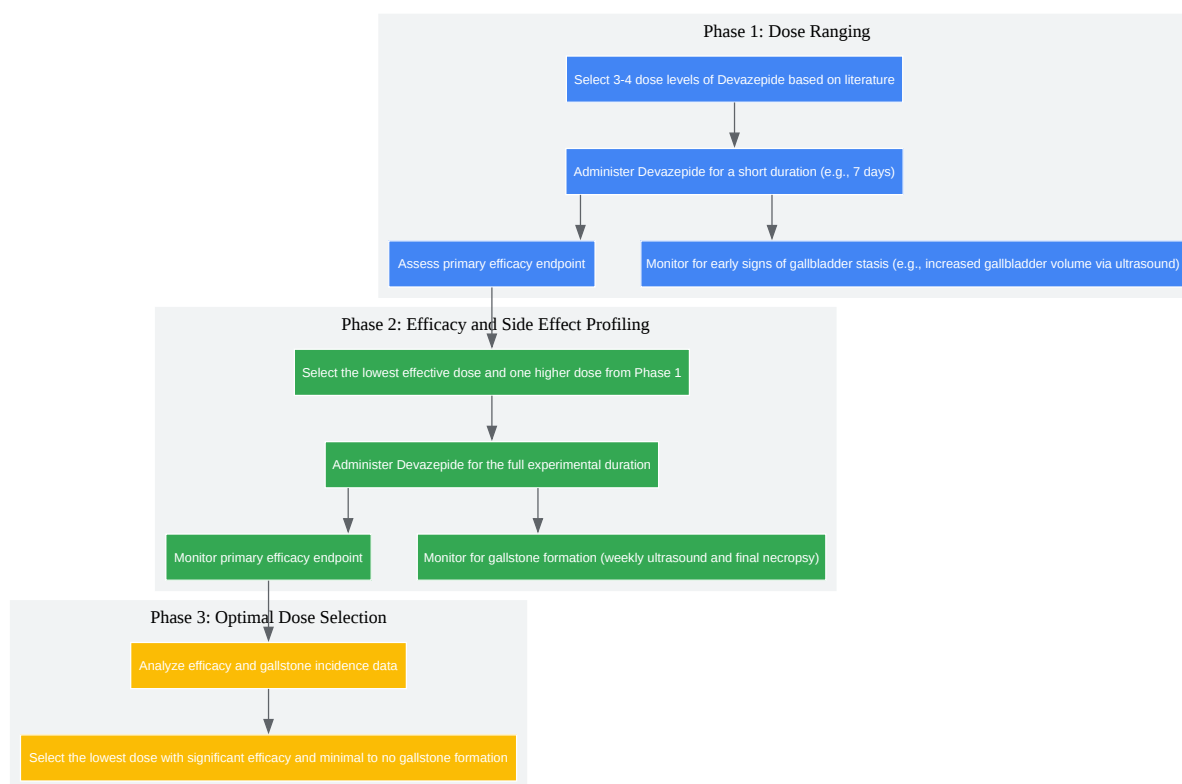 Phase 1: Dose Ranging
Select 3-4 dose levels of Devazepide based on literature
Administer Devazepide for a short duration (e.g., 7 days)
Assess primary efficacy endpoint
Monitor for early signs of gallbladder stasis (e.g., increased gallbladder volume via ultrasound)
Phase 2: Efficacy and Side Effect Profiling
Select the lowest effective dose and one higher dose from Phase 1
Administer Devazepide for the full experimental duration
Monitor primary efficacy endpoint
Monitor for gallstone formation (weekly ultrasound and final necropsy)
Phase 3: Optimal Dose Selection
Analyze efficacy and gallstone incidence data
Select the lowest dose with significant efficacy and minimal to no gallstone formation